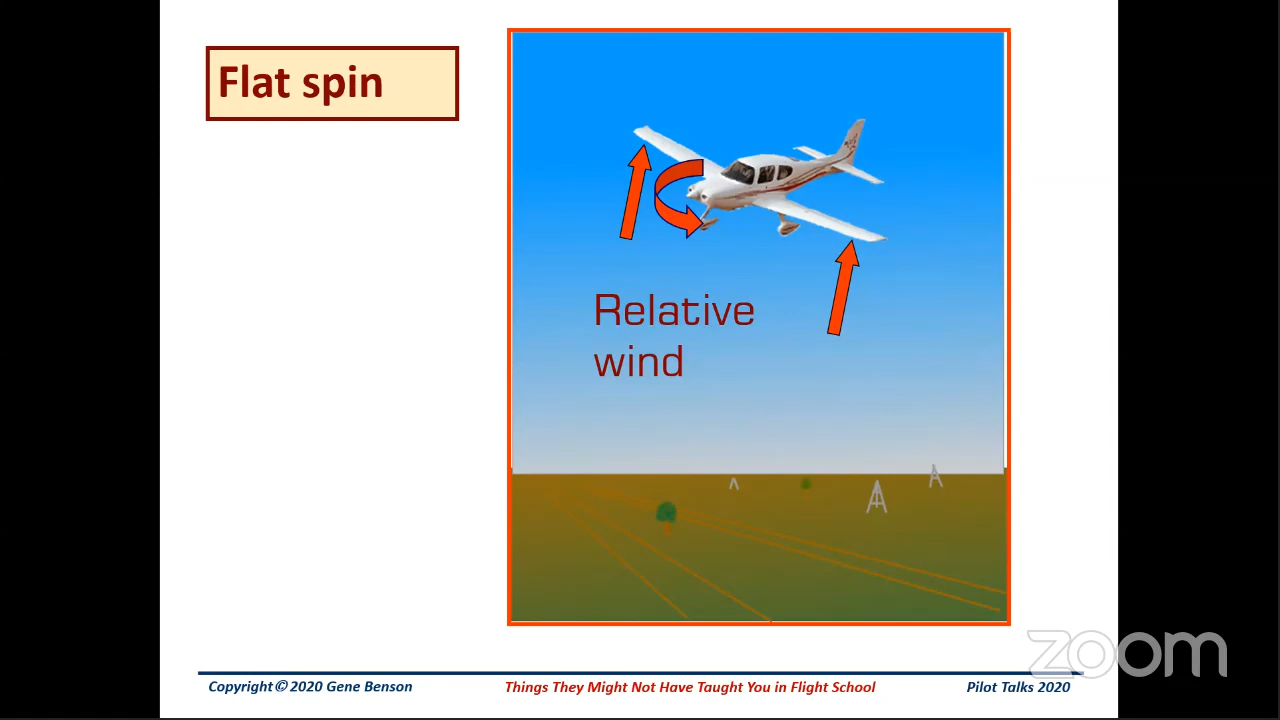 Flat spin
Relative
wind
zoom
Copyright© 2020 Gene Benson
Things They Might Not Have Taught You in Flight School
Pilot Talks 2020